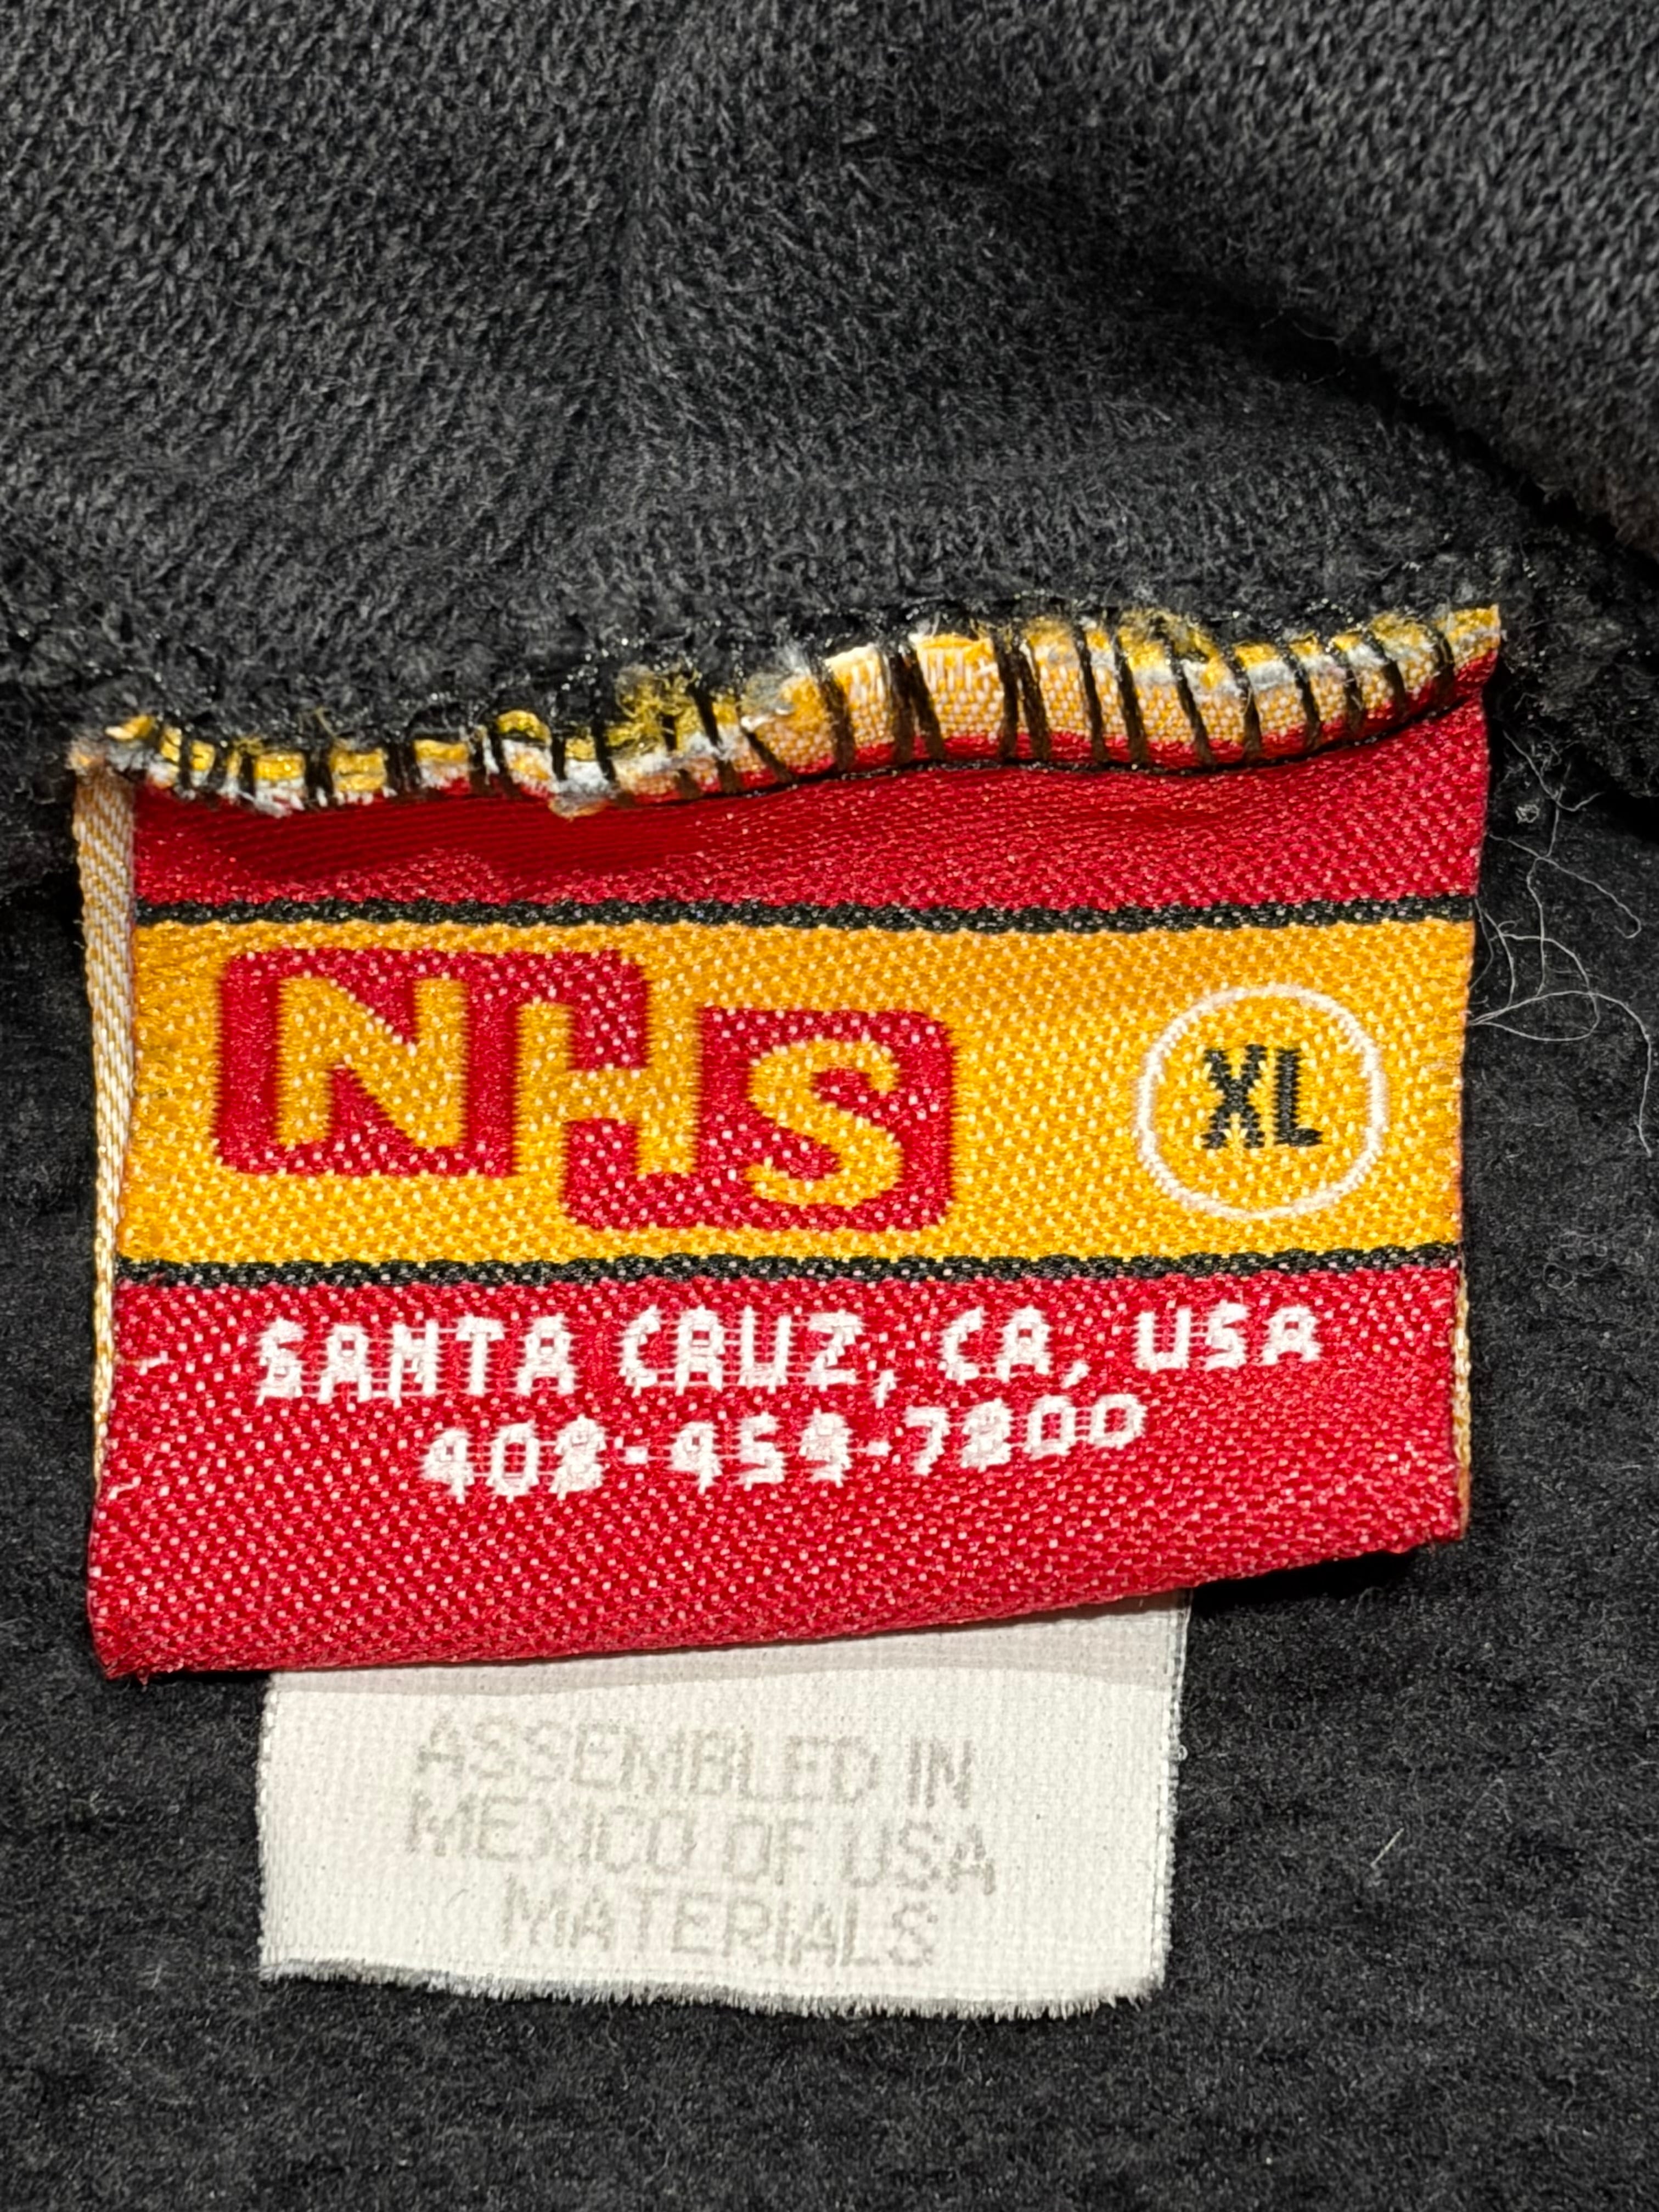 NHS
XL
SANTA CRUZ, CA, USA
408-459-7800
ASSEMBLED IN
MEXICO OF USA
MATERIALS